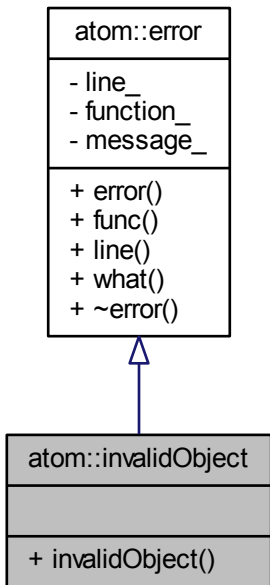 atom::error
- line_
- function_
- message_
+ error()
+ func()
+ line()
+ what()
+ ~error()
atom::invalidObject
+ invalidObject()